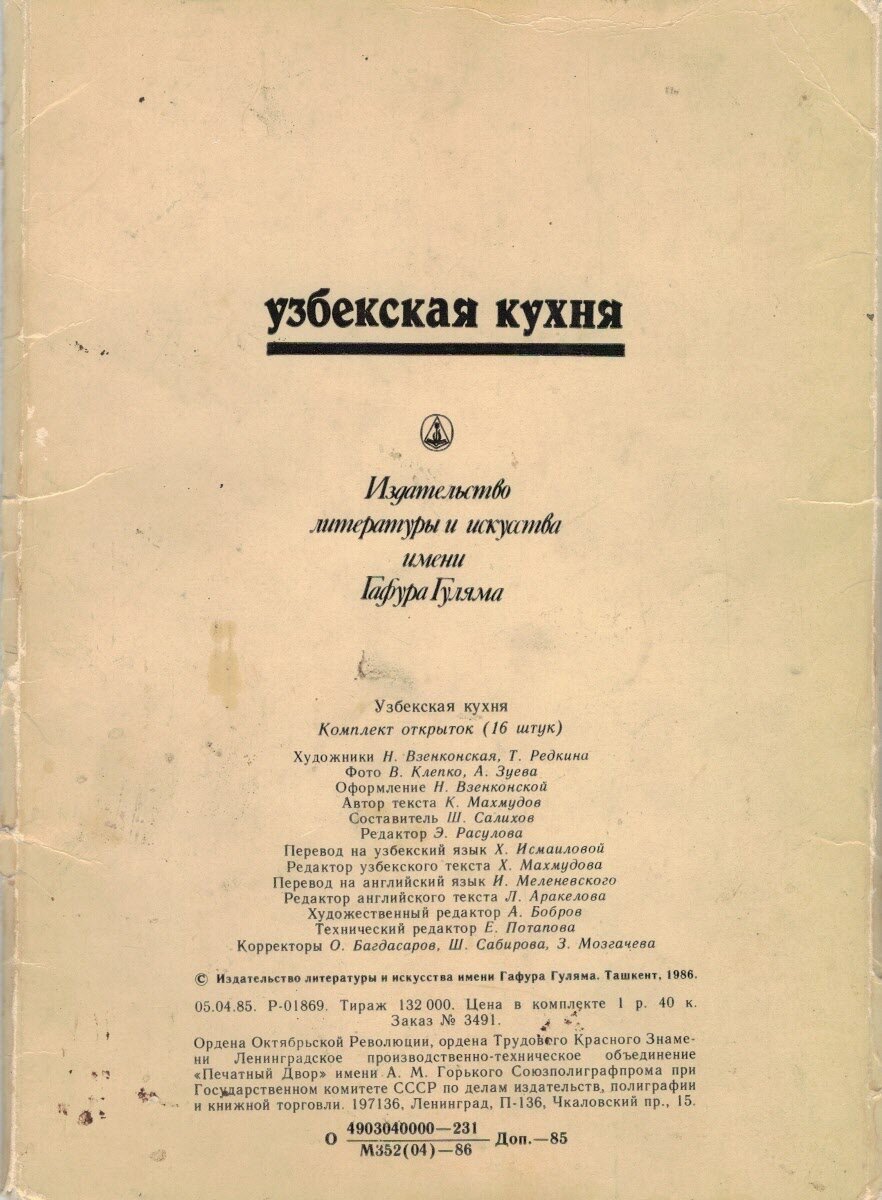 узбекская кухня
Издательство
литературы и искусства
имени
Гафура Гуляма
Узбекская кухня
Комплект открыток (16 штук)
Художники Н. Взенконская, Т. Редкина
Фото В. Клепко, А. Зуева
Оформление Н. Взенконской
Автор текста К. Махмудов
Составитель Ш. Салихов
Редактор Э. Расулова
Перевод на узбекский язык Х. Исмаиловой
Редактор узбекского текста Х. Махмудова
Перевод на английский язык И. Меленевского
Редактор английского текста Л. Аракелова
Художественный редактор А. Бобров
Технический редактор Е. Потапова
Корректоры О. Багдасаров, Ш. Сабирова, З. Мозгачева
© Издательство литературы и искусства имени Гафура Гуляма. Ташкент, 1986.
05.04.85. Р-01869. Тираж 132 000. Цена в комплекте 1 р. 40 к.
Заказ № 3491.
Ордена Октябрьской Революции, ордена Трудового Красного Знаме-
ни Ленинградское производственно-техническое объединение
«Печатный Двор» имени А. М. Горького Союзполиграфпрома при
Государственном комитете СССР по делам издательств, полиграфии
и книжной торговли. 197136, Ленинград, П-136, Чкаловский пр., 15.
О 4903040000—231 Доп.—85
М352(04)—86